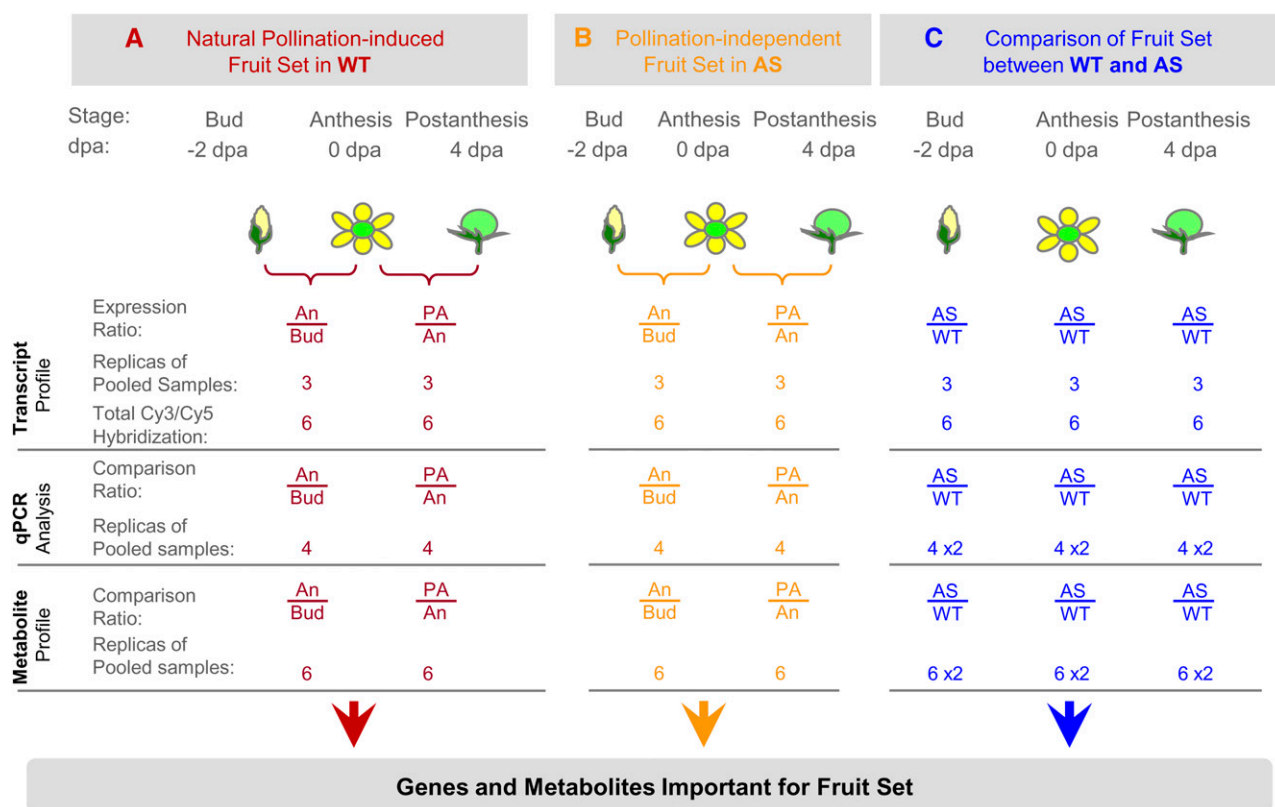 A Natural Pollination-induced
Fruit Set in WT
B Pollination-independent
Fruit Set in AS
C Comparison of Fruit Set
between WT and AS
Stage: Bud Anthesis Postanthesis Bud Anthesis Postanthesis Bud Anthesis Postanthesis
dpa: -2 dpa 0 dpa 4 dpa -2 dpa 0 dpa 4 dpa -2 dpa 0 dpa 4 dpa
Transcript
Profile
Expression
Ratio:
An PA An PA AS AS AS
Bud An Bud An WT WT WT
Replicas of
Pooled Samples: 3 3 3 3 3 3 3
Total Cy3/Cy5
Hybridization: 6 6 6 6 6 6 6
qPCR
Analysis
Comparison
Ratio:
An PA An PA AS AS AS
Bud An Bud An WT WT WT
Replicas of
Pooled samples: 4 4 4 4 4 x2 4 x2 4 x2
Metabolite
Profile
Comparison
Ratio:
An PA An PA AS AS AS
Bud An Bud An WT WT WT
Replicas of
Pooled samples: 6 6 6 6 6 x2 6 x2 6 x2
Genes and Metabolites Important for Fruit Set